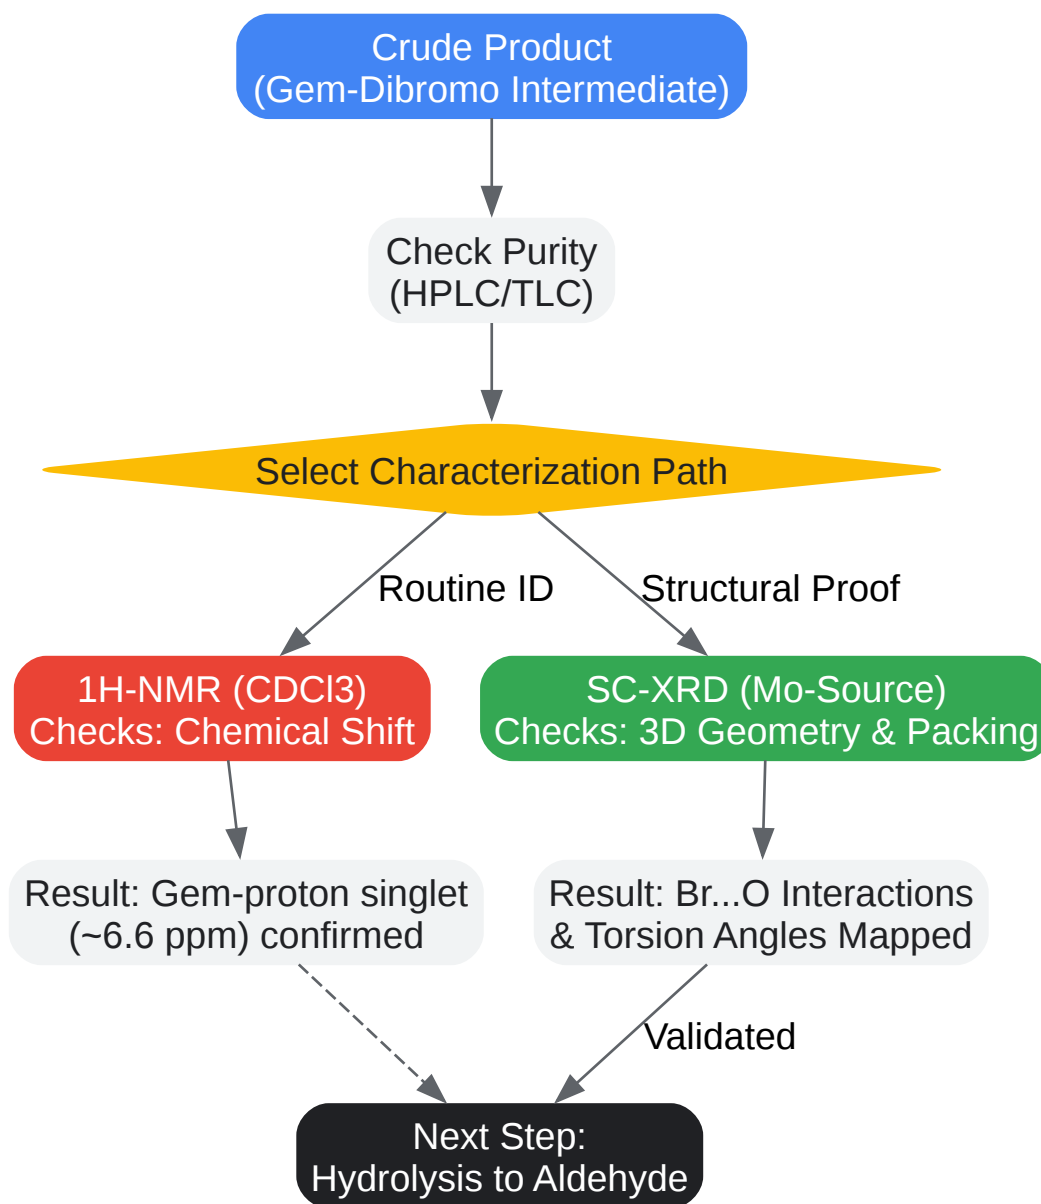 Crude Product
(Gem-Dibromo Intermediate)
Check Purity
(HPLC/TLC)
Select Characterization Path
Routine ID
Structural Proof
1H-NMR (CDCl3)
Checks: Chemical Shift
SC-XRD (Mo-Source)
Checks: 3D Geometry & Packing
Result: Gem-proton singlet
(~6.6 ppm) confirmed
Result: Br...O Interactions
& Torsion Angles Mapped
Validated
Next Step:
Hydrolysis to Aldehyde